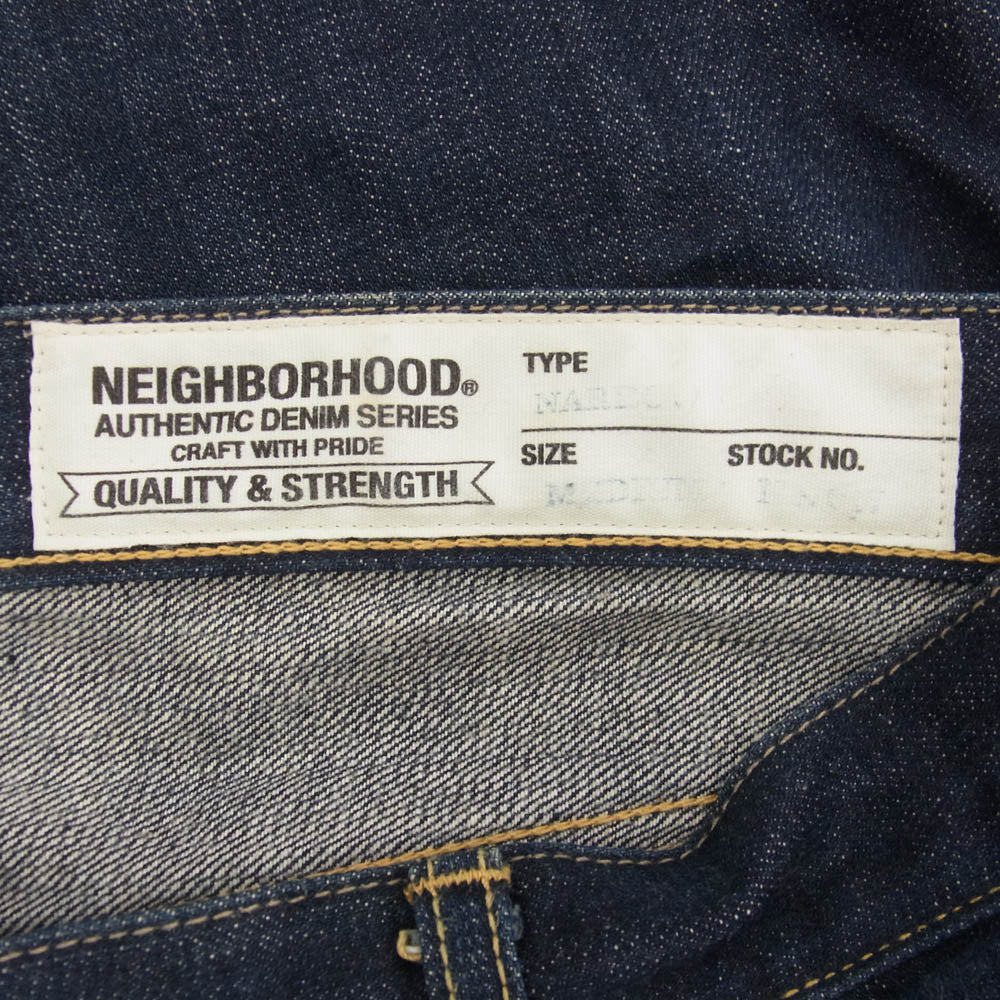 NEIGHBORHOOD®
AUTHENTIC DENIM SERIES
CRAFT WITH PRIDE
QUALITY & STRENGTH
TYPE
SIZE
STOCK NO.